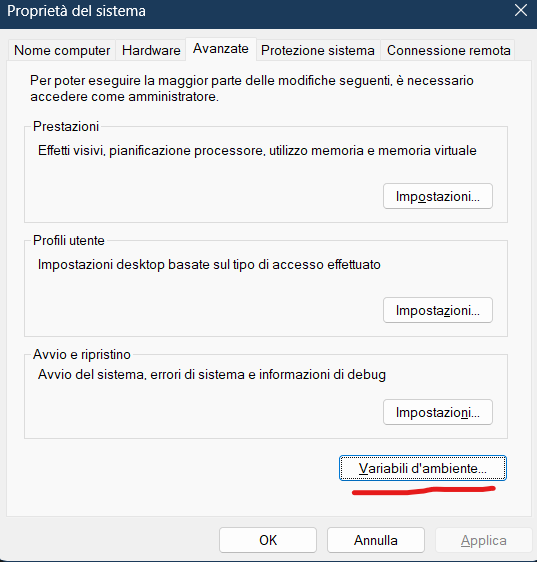 Proprietà del sistema
Nome computer
Hardware
Avanzate
Protezione sistema
Connessione remota
Per poter eseguire la maggior parte delle modifiche seguenti, è necessario
accedere come amministratore.
Prestazioni
Effetti visivi, pianificazione processore, utilizzo memoria e memoria virtuale
Impostazioni...
Profili utente
Impostazioni desktop basate sul tipo di accesso effettuato
Impostazioni...
Avvio e ripristino
Avvio del sistema, errori di sistema e informazioni di debug
Impostazioni...
Variabili d'ambiente...
OK
Annulla
Applica